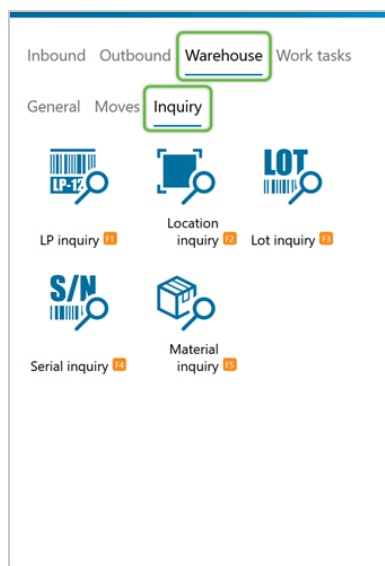 Inbound Outbound Warehouse Work tasks
General Moves Inquiry
LP-12
LOT
LP inquiry F1
Location
inquiry F2
Lot inquiry F3
S/N
Serial inquiry F4
Material
inquiry F5